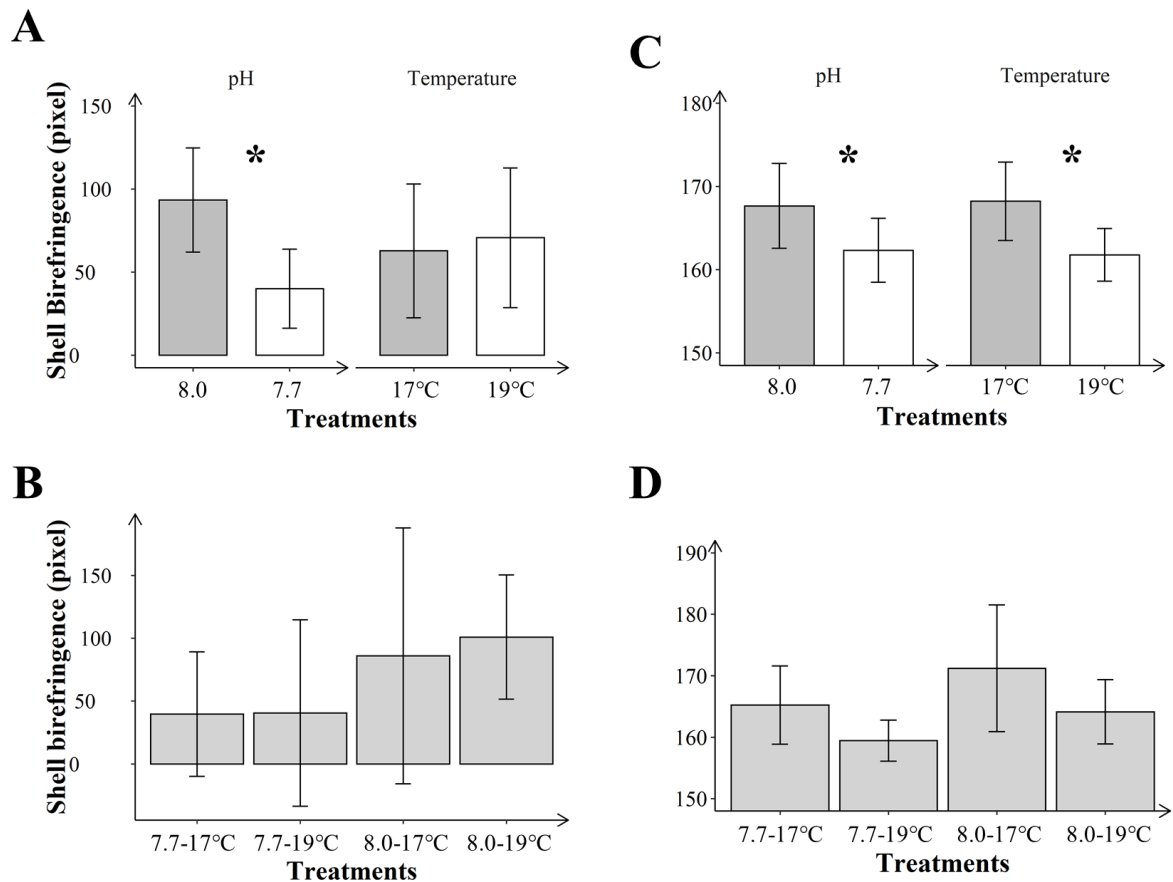 A
pH Temperature
Shell Birefringence (pixel)
150
100
50
0
*
8.0 7.7 17°C 19°C
Treatments
C
pH Temperature
180
170
160
150
* *
8.0 7.7 17°C 19°C
Treatments
B
Shell birefringence (pixel)
150
100
50
0
7.7-17°C 7.7-19°C 8.0-17°C 8.0-19°C
Treatments
D
190
180
170
160
150
7.7-17°C 7.7-19°C 8.0-17°C 8.0-19°C
Treatments